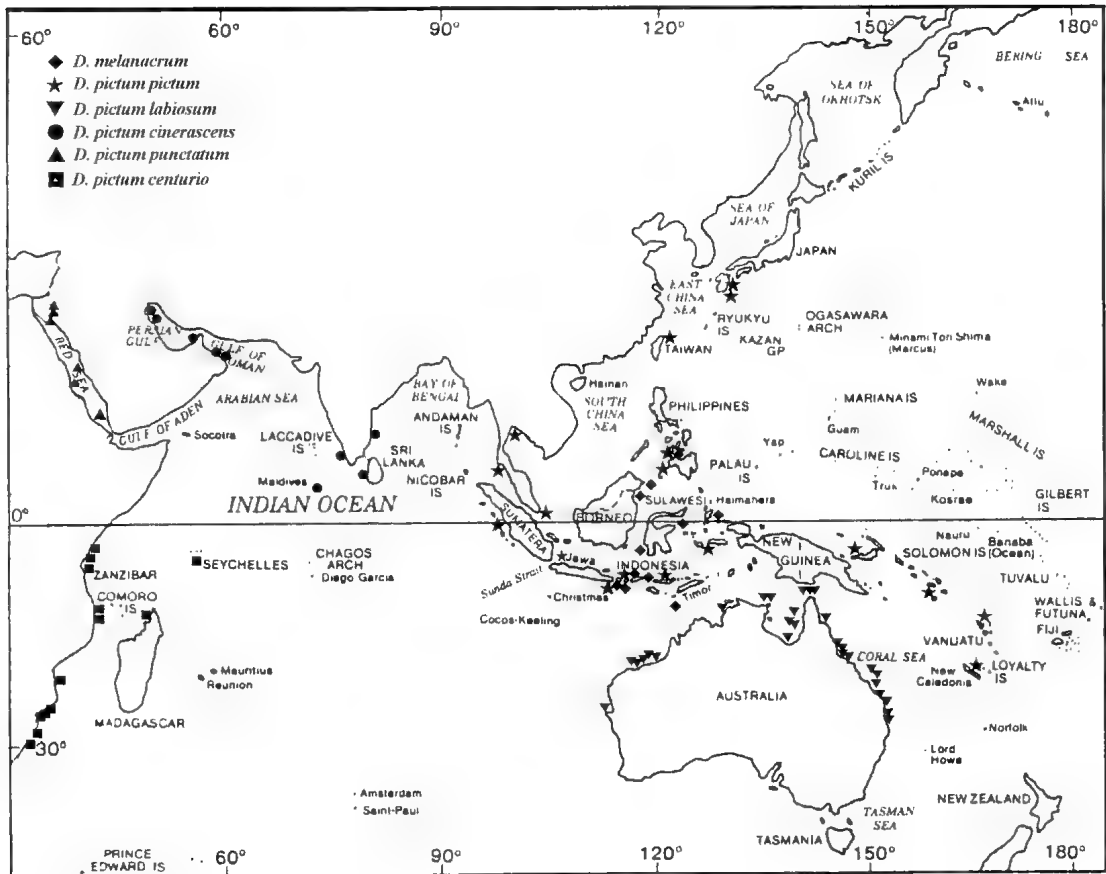 60°
90°
120°
150°
180°
D. melanacrum
D. pictum pictum
D. pictum labiosum
D. pictum cinerascens
D. pictum punctatum
D. pictum centurio
BERING SEA
SEA OF
OKHOTSK
Attu
KURIL IS
SEA OF
JAPAN
JAPAN
EAST
CHINA
SEA
RYUKYU
IS
KAZAN
GP
OGASAWARA
ARCH
Minami Tori Shima
(Marcus)
TAIWAN
PERSIAN
GULF
GULF OF
OMAN
RED SEA
GULF OF ADEN
ARABIAN SEA
Socotra
BAY OF
BENGAL
Hainan
SOUTH
CHINA
SEA
PHILIPPINES
MARIANA IS
Guam
Wake
MARSHALL IS
LACCADIVE
IS
ANDAMAN
IS
SRI
LANKA
Maldives
NICOBAR
IS
Yap
PALAU IS
CAROLINE IS
Truk
Ponape
Kosrae
GILBERT
IS
INDIAN OCEAN
0°
SUMATERA
BORNEO
SULAWESI
Halmahera
NEW
GUINEA
Nauru
Banaba
(Ocean)
SOLOMON IS
TUVALU
ZANZIBAR
SEYCHELLES
CHAGOS
ARCH
Diego Garcia
Jawa
INDONESIA
Sunda Strait
Christmas
Timor
Cocos-Keeling
COMORO
IS
WALLIS &
FUTUNA
FIJI
VANUATU
CORAL SEA
New
Caledonia
LOYALTY
IS
Mauritius
Reunion
MADAGASCAR
AUSTRALIA
Norfolk
30°
Lord
Howe
Amsterdam
Saint-Paul
NEW ZEALAND
TASMAN
SEA
TASMANIA
PRINCE
EDWARD IS
60°
90°
120°
150°
180°